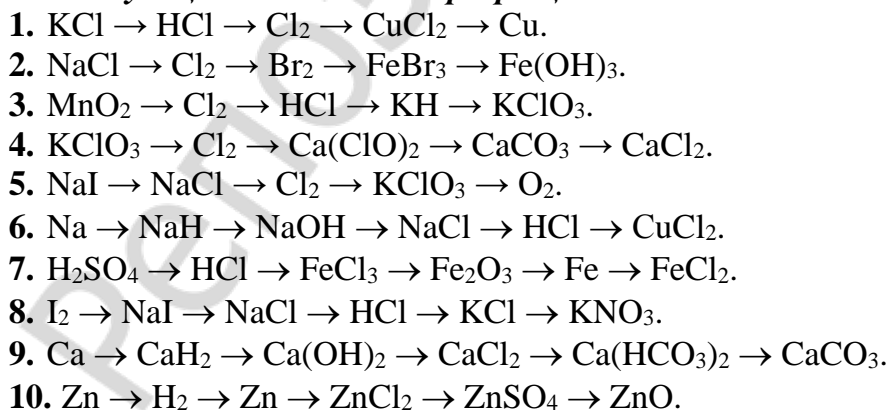 1. KCl → HCl → Cl₂ → CuCl₂ → Cu.
2. NaCl → Cl₂ → Br₂ → FeBr₃ → Fe(OH)₃.
3. MnO₂ → Cl₂ → HCl → KH → KClO₃.
4. KClO₃ → Cl₂ → Ca(ClO)₂ → CaCO₃ → CaCl₂.
5. NaI → NaCl → Cl₂ → KClO₃ → O₂.
6. Na → NaH → NaOH → NaCl → HCl → CuCl₂.
7. H₂SO₄ → HCl → FeCl₃ → Fe₂O₃ → Fe → FeCl₂.
8. I₂ → NaI → NaCl → HCl → KCl → KNO₃.
9. Ca → CaH₂ → Ca(OH)₂ → CaCl₂ → Ca(HCO₃)₂ → CaCO₃.
10. Zn → H₂ → Zn → ZnCl₂ → ZnSO₄ → ZnO.